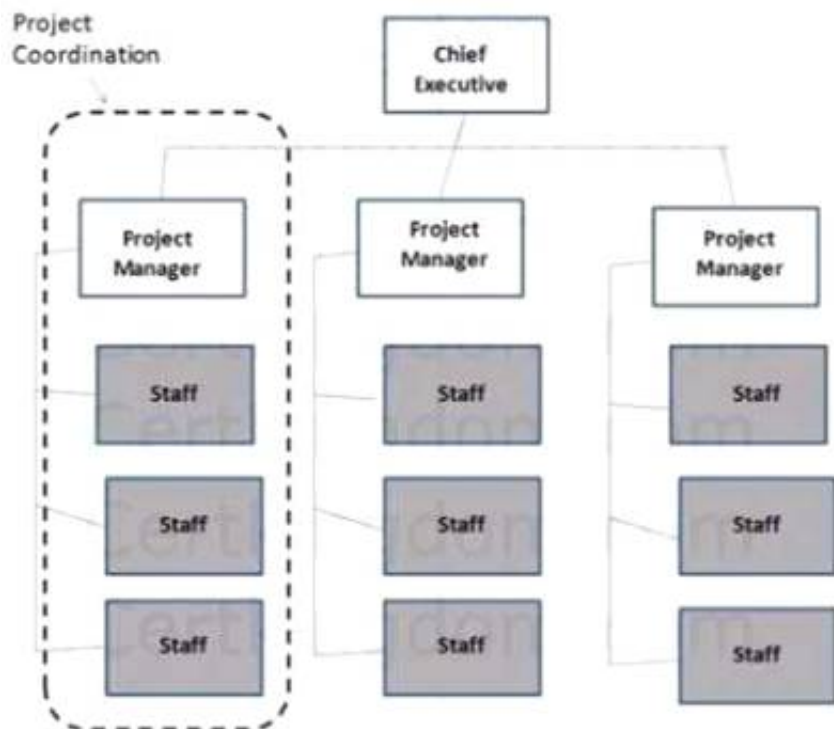 Project
Coordination
Chief
Executive
Project
Manager
Project
Manager
Project
Manager
Staff
Staff
Staff
Staff
Staff
Staff
Staff
Staff
Staff